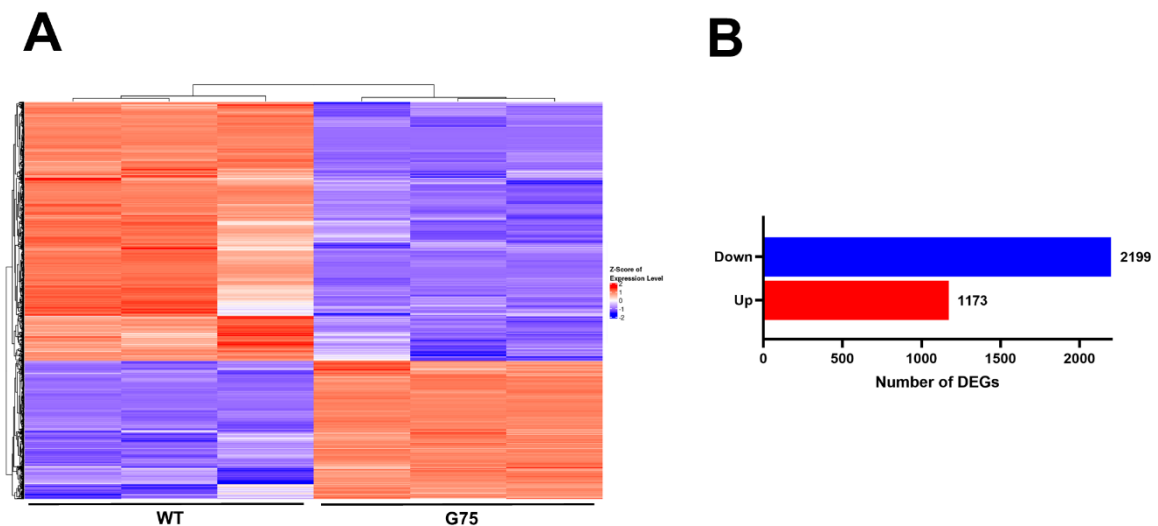 A
B
Z-Score of
Expression Level
2
1
0
-1
-2
WT
G75
Down
2199
Up
1173
0
500
1000
1500
2000
Number of DEGs